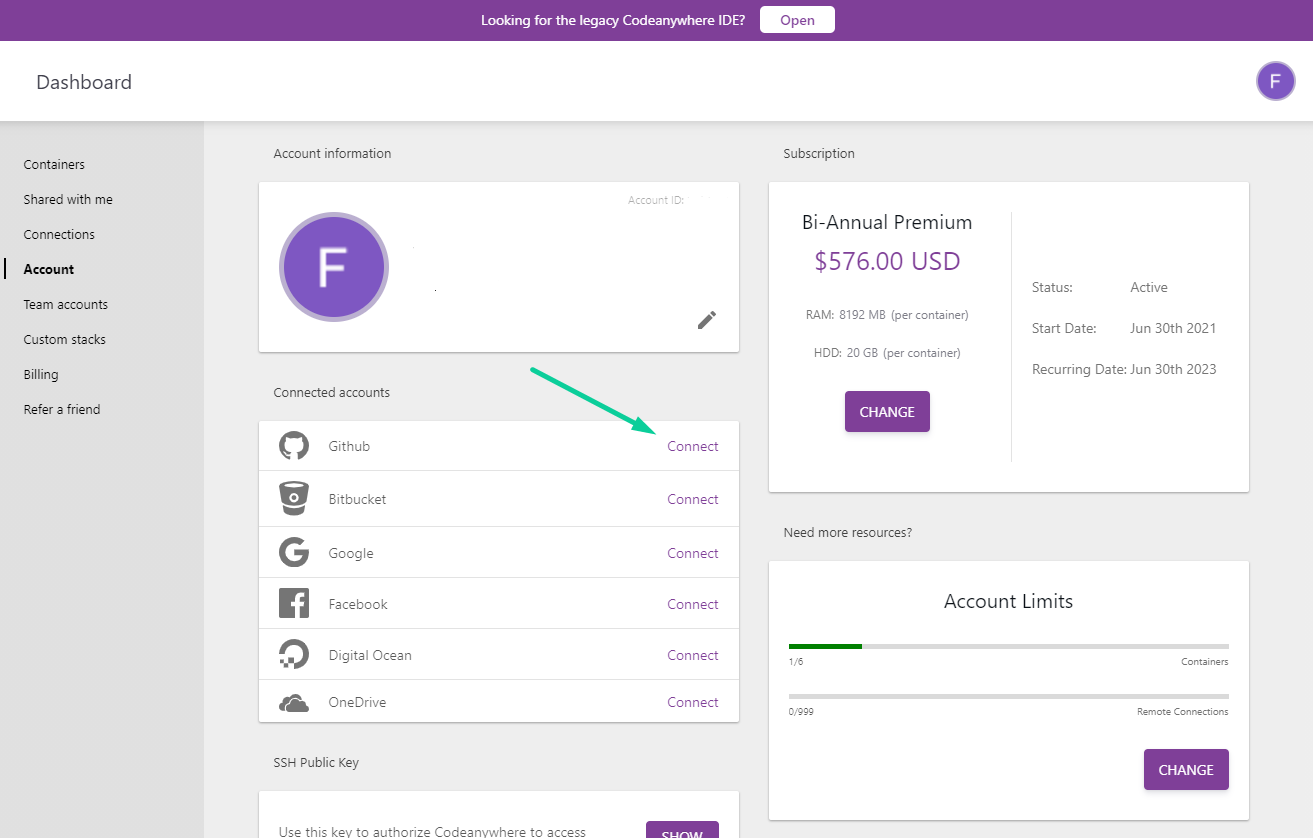 Looking for the legacy Codeanywhere IDE? Open
Dashboard
F
Containers
Shared with me
Connections
Account
Team accounts
Custom stacks
Billing
Refer a friend
Account information
Account ID:
F
Connected accounts
Github Connect
Bitbucket Connect
Google Connect
Facebook Connect
Digital Ocean Connect
OneDrive Connect
SSH Public Key
Use this key to authorize Codeanywhere to access
SHOW
Subscription
Bi-Annual Premium
$576.00 USD
RAM: 8192 MB (per container)
HDD: 20 GB (per container)
CHANGE
Status: Active
Start Date: Jun 30th 2021
Recurring Date: Jun 30th 2023
Need more resources?
Account Limits
1/6 Containers
0/999 Remote Connections
CHANGE